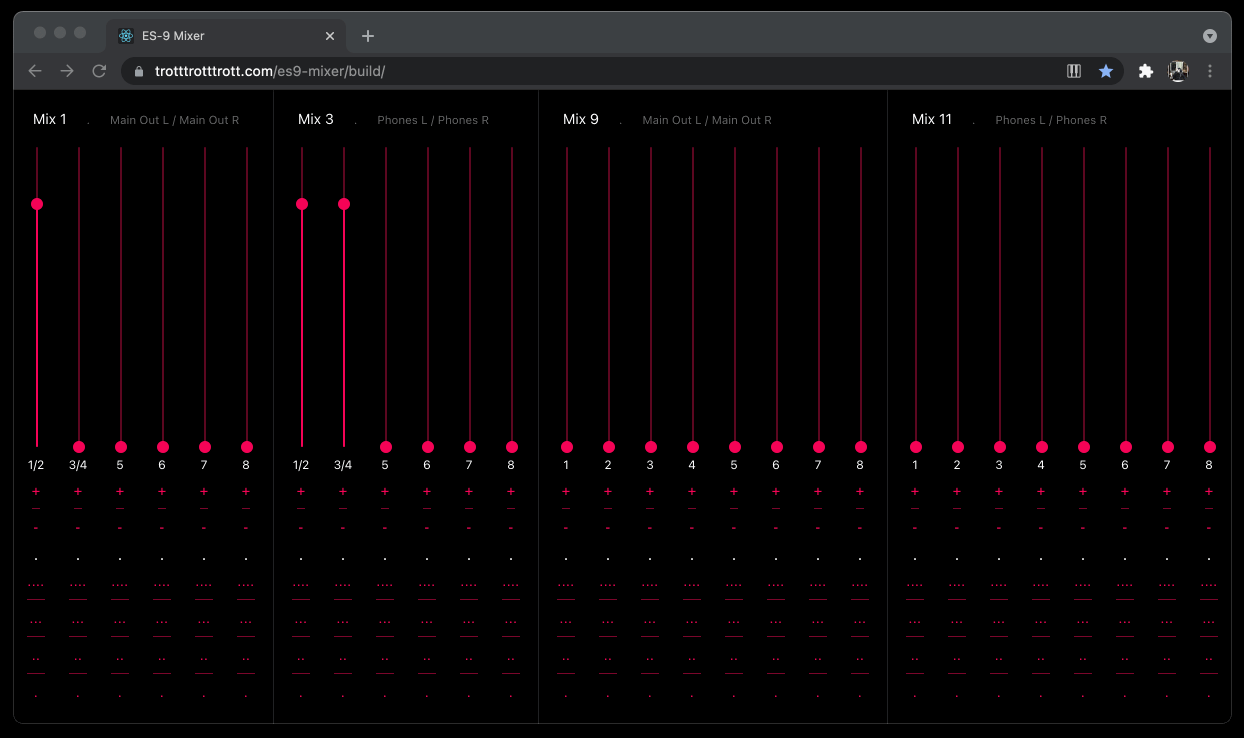 ES-9 Mixer
trotttrotttrott.com/es9-mixer/build/
Mix 1 . Main Out L / Main Out R
Mix 3 . Phones L / Phones R
Mix 9 . Main Out L / Main Out R
Mix 11 . Phones L / Phones R
1/2 3/4 5 6 7 8 1/2 3/4 5 6 7 8 1 2 3 4 5 6 7 8 1 2 3 4 5 6 7 8
+ + + + + + + + + + + + + + + + + + + + + + + + + + + +
- - - - - - - - - - - - - - - - - - - - - - - - - - - -
. . . . . . . . . . . . . . . . . . . . . . . . . . . .
.... .... .... .... .... .... .... .... .... .... .... .... .... .... .... .... .... .... .... .... .... .... .... .... .... .... .... ....
... ... ... ... ... ... ... ... ... ... ... ... ... ... ... ... ... ... ... ... ... ... ... ... ... ... ... ...
.. .. .. .. .. .. .. .. .. .. .. .. .. .. .. .. .. .. .. .. .. .. .. .. .. .. .. ..
. . . . . . . . . . . . . . . . . . . . . . . . . . . .